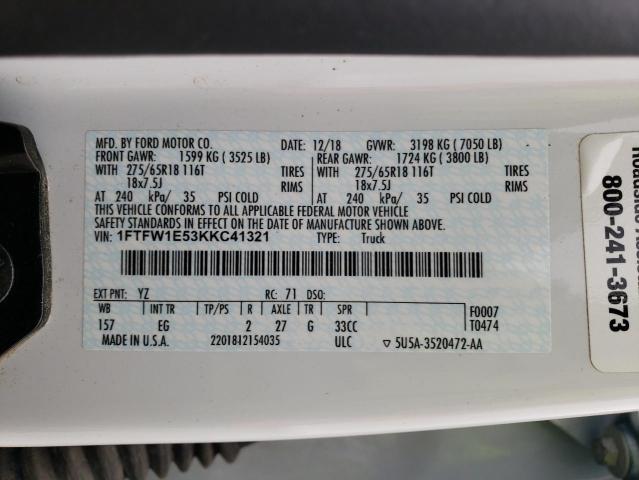 MFD. BY FORD MOTOR CO. DATE: 12/18 GVWR: 3198 KG ( 7050 LB)
FRONT GAWR: 1599 KG ( 3525 LB) REAR GAWR: 1724 KG ( 3800 LB)
WITH 275/65R18 116T TIRES WITH 275/65R18 116T TIRES
18x7.5J RIMS 18x7.5J RIMS
AT 240 kPa/ 35 PSI COLD AT 240 kPa/ 35 PSI COLD
THIS VEHICLE CONFORMS TO ALL APPLICABLE FEDERAL MOTOR VEHICLE
SAFETY STANDARDS IN EFFECT ON THE DATE OF MANUFACTURE SHOWN ABOVE.
VIN: 1FTFW1E53KKC41321 TYPE: Truck
EXT PNT: YZ RC: 71 DSO:
WB INT TR TP/PS R AXLE TR SPR F0007
157 EG 2 27 G 33CC T0474
MADE IN U.S.A. 2201812154035 ULC ▽ 5U5A-3520472-AA
800-241-3673